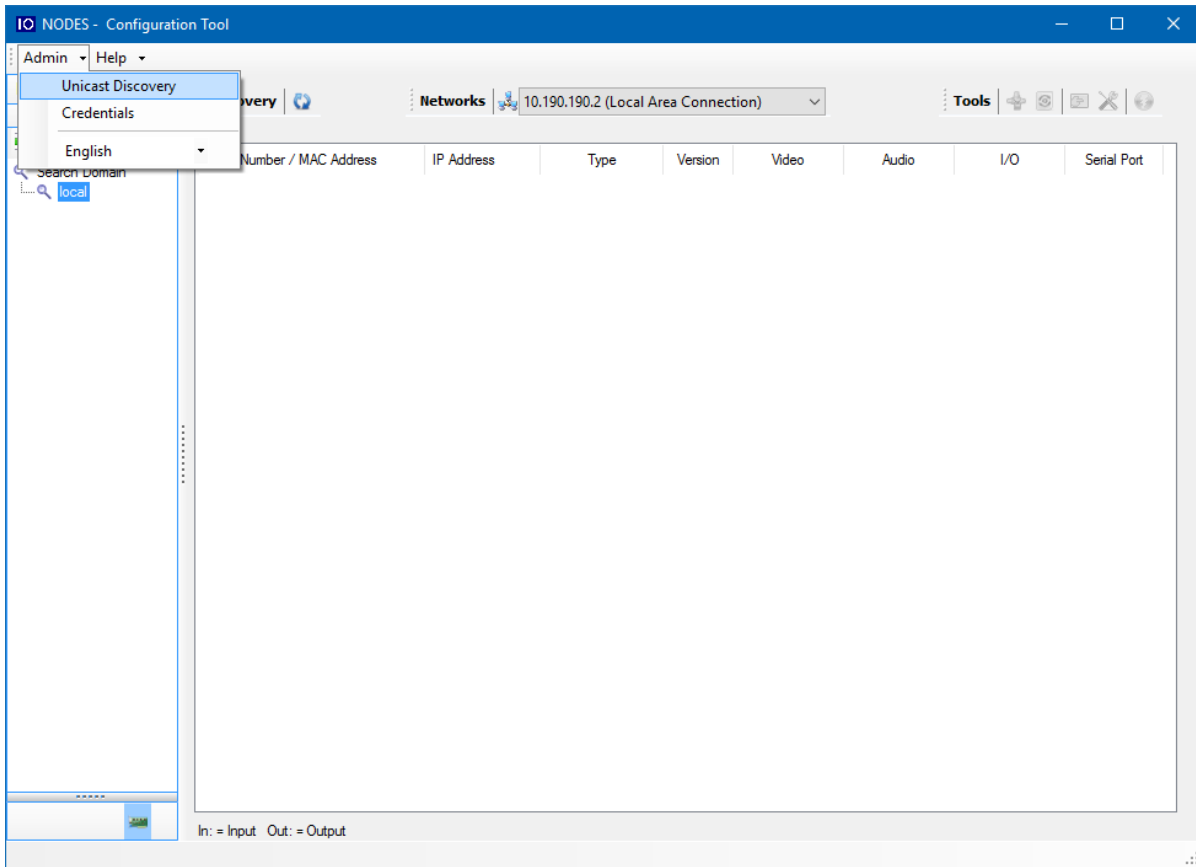 IO NODES - Configuration Tool
Admin Help
Unicast Discovery
Credentials
English
Networks 10.190.190.2 (Local Area Connection)
Tools
Number / MAC Address IP Address Type Version Video Audio I/O Serial Port
Search Domain
local
In: = Input Out: = Output